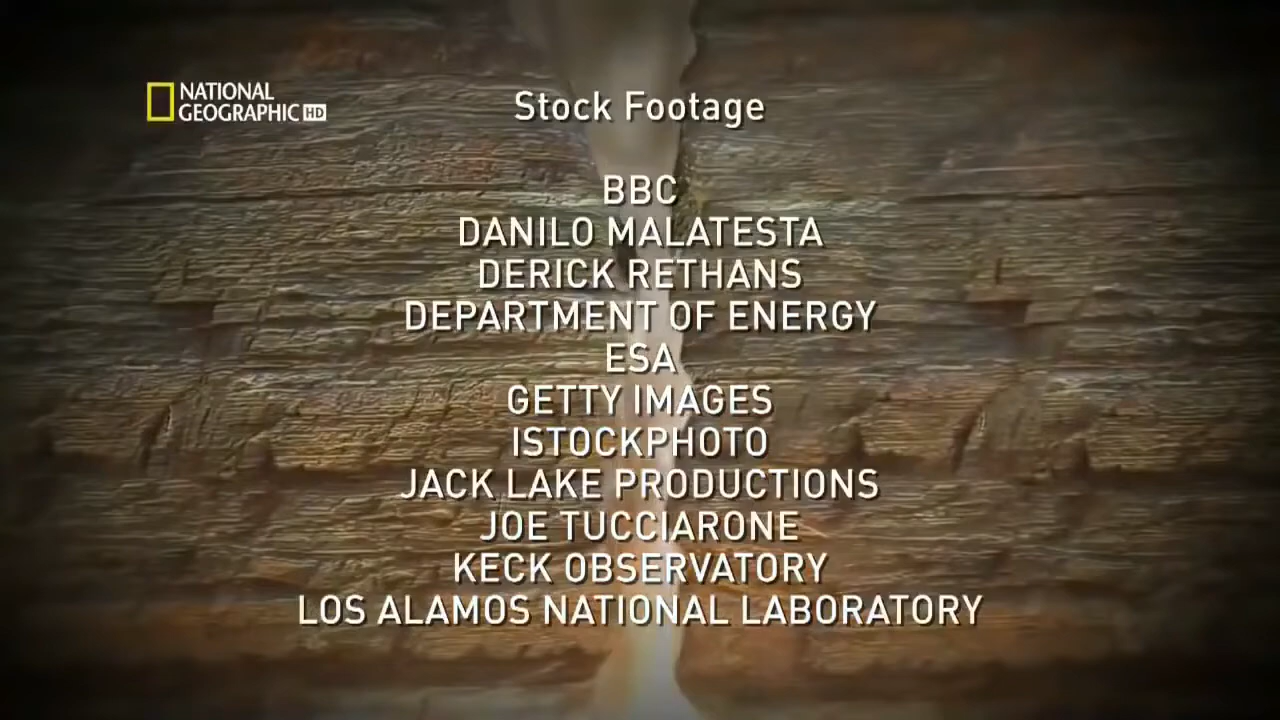 NATIONAL
GEOGRAPHIC HD
Stock Footage
BBC
DANILO MALATESTA
DERICK RETHANS
DEPARTMENT OF ENERGY
ESA
GETTY IMAGES
ISTOCKPHOTO
JACK LAKE PRODUCTIONS
JOE TUCCIARONE
KECK OBSERVATORY
LOS ALAMOS NATIONAL LABORATORY